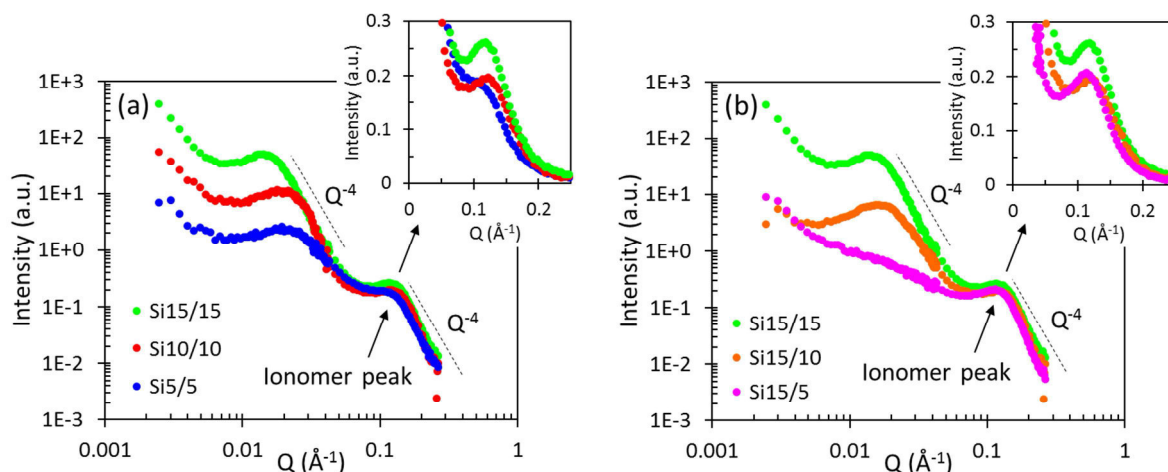 (a)
Intensity (a.u.)
1E+3
1E+2
1E+1
1E+0
1E-1
1E-2
1E-3
0.001
0.01
0.1
1
Q (Å-1)
Si15/15
Si10/10
Si5/5
Q-4
Q-4
Ionomer peak
Intensity (a.u.)
0.3
0.2
0.1
0
0
0.1
0.2
Q (Å-1)
(b)
Intensity (a.u.)
1E+3
1E+2
1E+1
1E+0
1E-1
1E-2
1E-3
0.001
0.01
0.1
1
Q (Å-1)
Si15/15
Si15/10
Si15/5
Q-4
Q-4
Ionomer peak
Intensity (a.u.)
0.3
0.2
0.1
0
0
0.1
0.2
Q (Å-1)